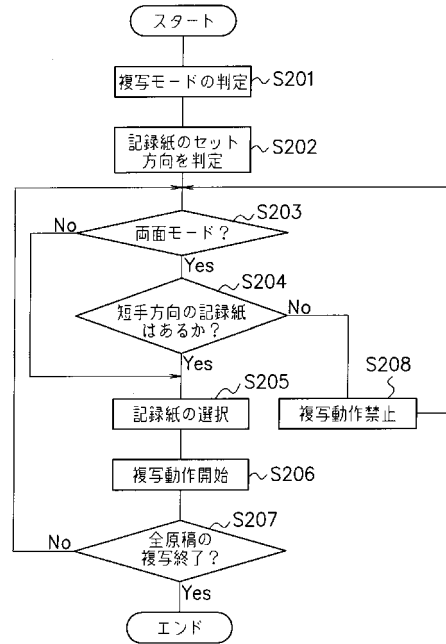 スタート
複写モードの判定
S201
記録紙のセット
方向を判定
S202
S203
No
両面モード?
Yes
S204
短手方向の記録紙
はあるか?
No
Yes
S205
S208
記録紙の選択
複写動作禁止
複写動作開始
S206
S207
全原稿の
複写終了?
No
Yes
エンド